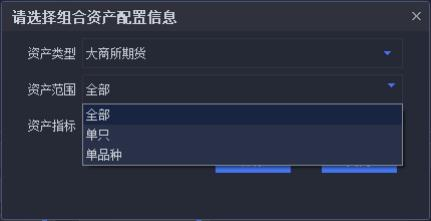 请选择组合资产配置信息
资产类型 大商所期货
资产范围 全部
全部
资产指标 单只
单品种